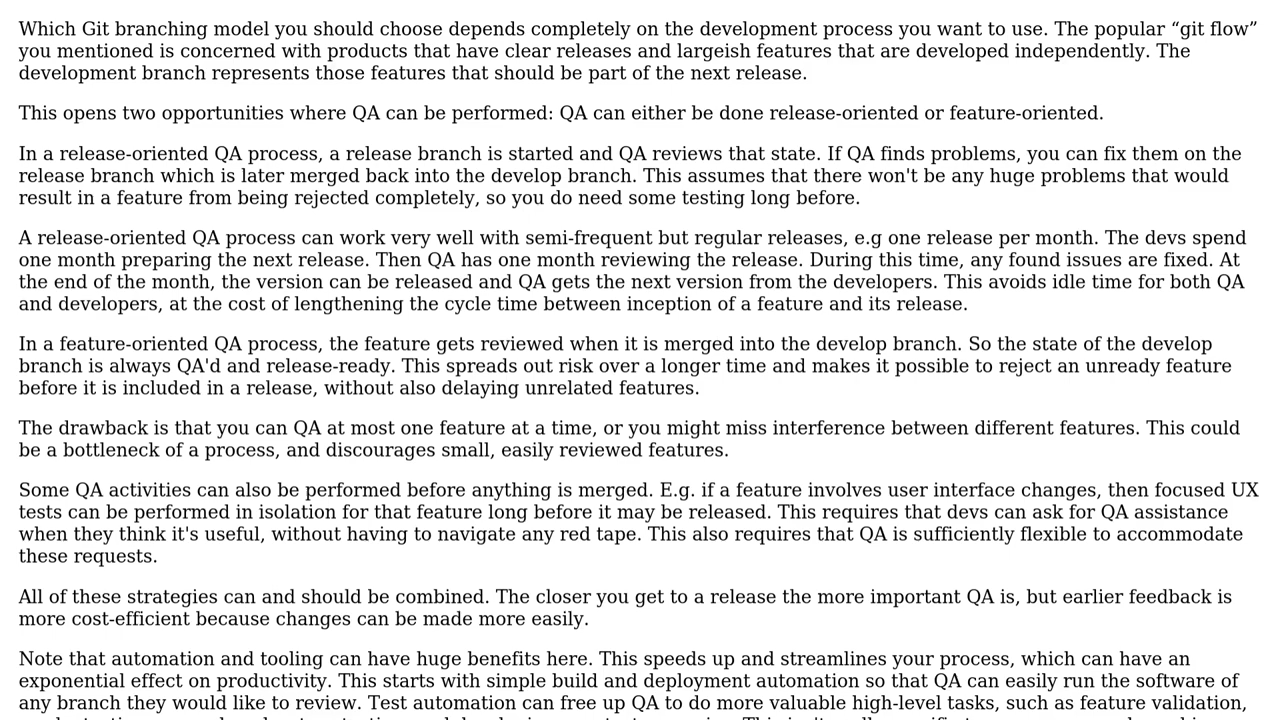 Which Git branching model you should choose depends completely on the development process you want to use. The popular “git flow”
you mentioned is concerned with products that have clear releases and largeish features that are developed independently. The
development branch represents those features that should be part of the next release.
This opens two opportunities where QA can be performed: QA can either be done release-oriented or feature-oriented.
In a release-oriented QA process, a release branch is started and QA reviews that state. If QA finds problems, you can fix them on the
release branch which is later merged back into the develop branch. This assumes that there won't be any huge problems that would
result in a feature from being rejected completely, so you do need some testing long before.
A release-oriented QA process can work very well with semi-frequent but regular releases, e.g one release per month. The devs spend
one month preparing the next release. Then QA has one month reviewing the release. During this time, any found issues are fixed. At
the end of the month, the version can be released and QA gets the next version from the developers. This avoids idle time for both QA
and developers, at the cost of lengthening the cycle time between inception of a feature and its release.
In a feature-oriented QA process, the feature gets reviewed when it is merged into the develop branch. So the state of the develop
branch is always QA'd and release-ready. This spreads out risk over a longer time and makes it possible to reject an unready feature
before it is included in a release, without also delaying unrelated features.
The drawback is that you can QA at most one feature at a time, or you might miss interference between different features. This could
be a bottleneck of a process, and discourages small, easily reviewed features.
Some QA activities can also be performed before anything is merged. E.g. if a feature involves user interface changes, then focused UX
tests can be performed in isolation for that feature long before it may be released. This requires that devs can ask for QA assistance
when they think it's useful, without having to navigate any red tape. This also requires that QA is sufficiently flexible to accommodate
these requests.
All of these strategies can and should be combined. The closer you get to a release the more important QA is, but earlier feedback is
more cost-efficient because changes can be made more easily.
Note that automation and tooling can have huge benefits here. This speeds up and streamlines your process, which can have an
exponential effect on productivity. This starts with simple build and deployment automation so that QA can easily run the software of
any branch they would like to review. Test automation can free up QA to do more valuable high-level tasks, such as feature validation,